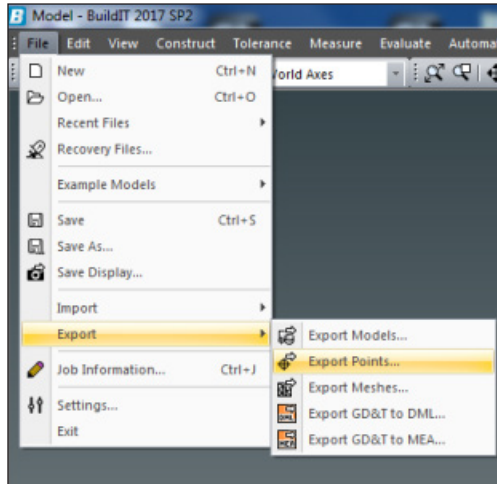 Model - BuildIT 2017 SP2
File Edit View Construct Tolerance Measure Evaluate Automa
New Ctrl+N
orld Axes
Open... Ctrl+O
Recent Files
Recovery Files...
Example Models
Save Ctrl+S
Save As...
Save Display...
Import
Export
Export Models...
Job Information... Ctrl+J
Export Points...
Settings...
Export Meshes...
Exit
Export GD&T to DML...
Export GD&T to MEA...